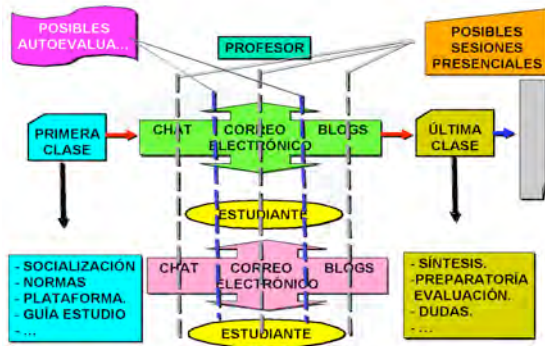 POSIBLES
AUTOEVALUA...
PROFESOR
POSIBLES
SESIONES
PRESENCIALES
PRIMERA
CLASE
CHAT
CORREO
ELECTRÓNICO
BLOGS
ÚLTIMA
CLASE
ESTUDIANTE
- SOCIALIZACIÓN
- NORMAS
- PLATAFORMA.
- GUÍA ESTUDIO
- ...
CHAT
CORREO
ELECTRÓNICO
BLOGS
- SÍNTESIS.
-PREPARATORÍA
EVALUACIÓN.
- DUDAS.
- ...
ESTUDIANTE